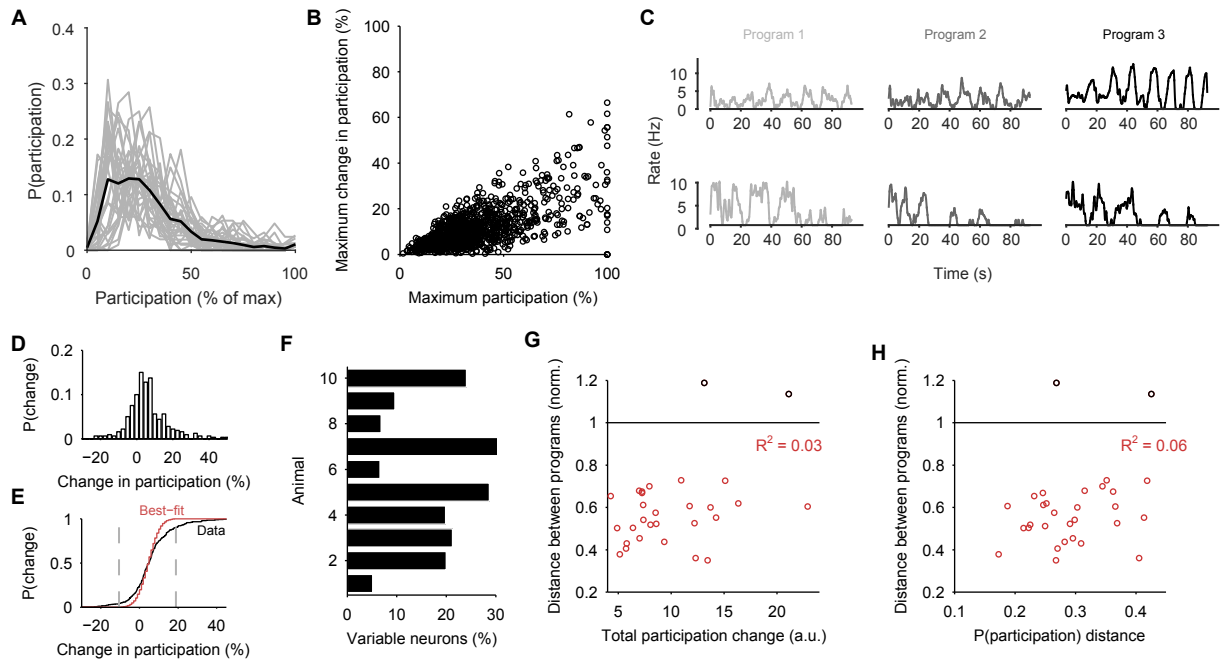 A
0.4
0.3
0.2
0.1
0
P(participation)
0
50
100
Participation (% of max)
B
100
80
60
40
20
0
Maximum change in participation (%)
50
100
Maximum participation (%)
C
Program 1
Program 2
Program 3
10
5
0
0 20 40 60 80
0 20 40 60 80
0 20 40 60 80
Rate (Hz)
10
5
0
0 20 40 60 80
0 20 40 60 80
0 20 40 60 80
Time (s)
D
0.2
0.1
0
P(change)
−20 0 20 40
Change in participation (%)
E
Best-fit
Data
1
0.5
0
P(change)
−20 0 20 40
Change in participation (%)
F
10
8
6
4
2
Animal
0 10 20 30
Variable neurons (%)
G
1.2
1
0.8
0.6
0.4
0.2
Distance between programs (norm.)
R² = 0.03
5 10 15 20
Total participation change (a.u.)
H
1.2
1
0.8
0.6
0.4
0.2
Distance between programs (norm.)
R² = 0.06
0.1 0.2 0.3 0.4
P(participation) distance